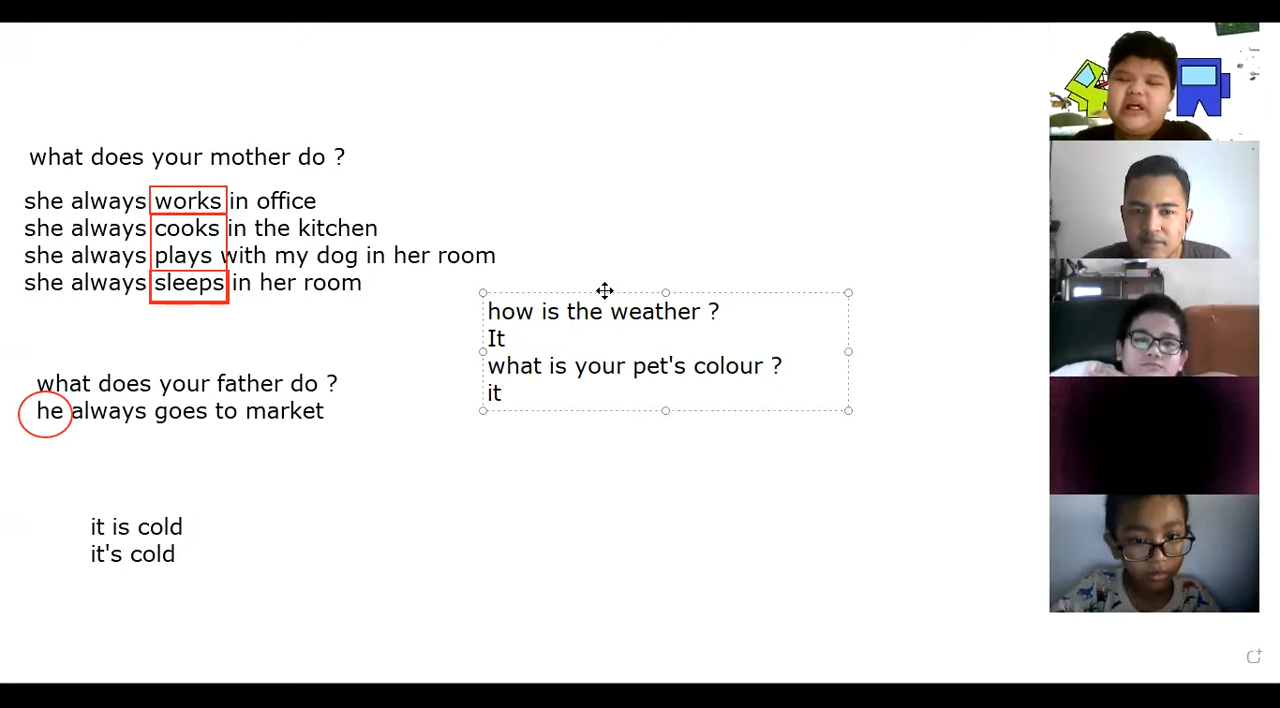 what does your mother do ?
she always works in office
she always cooks in the kitchen
she always plays with my dog in her room
she always sleeps in her room
how is the weather ?
It
what is your pet's colour ?
it
what does your father do ?
he always goes to market
it is cold
it's cold